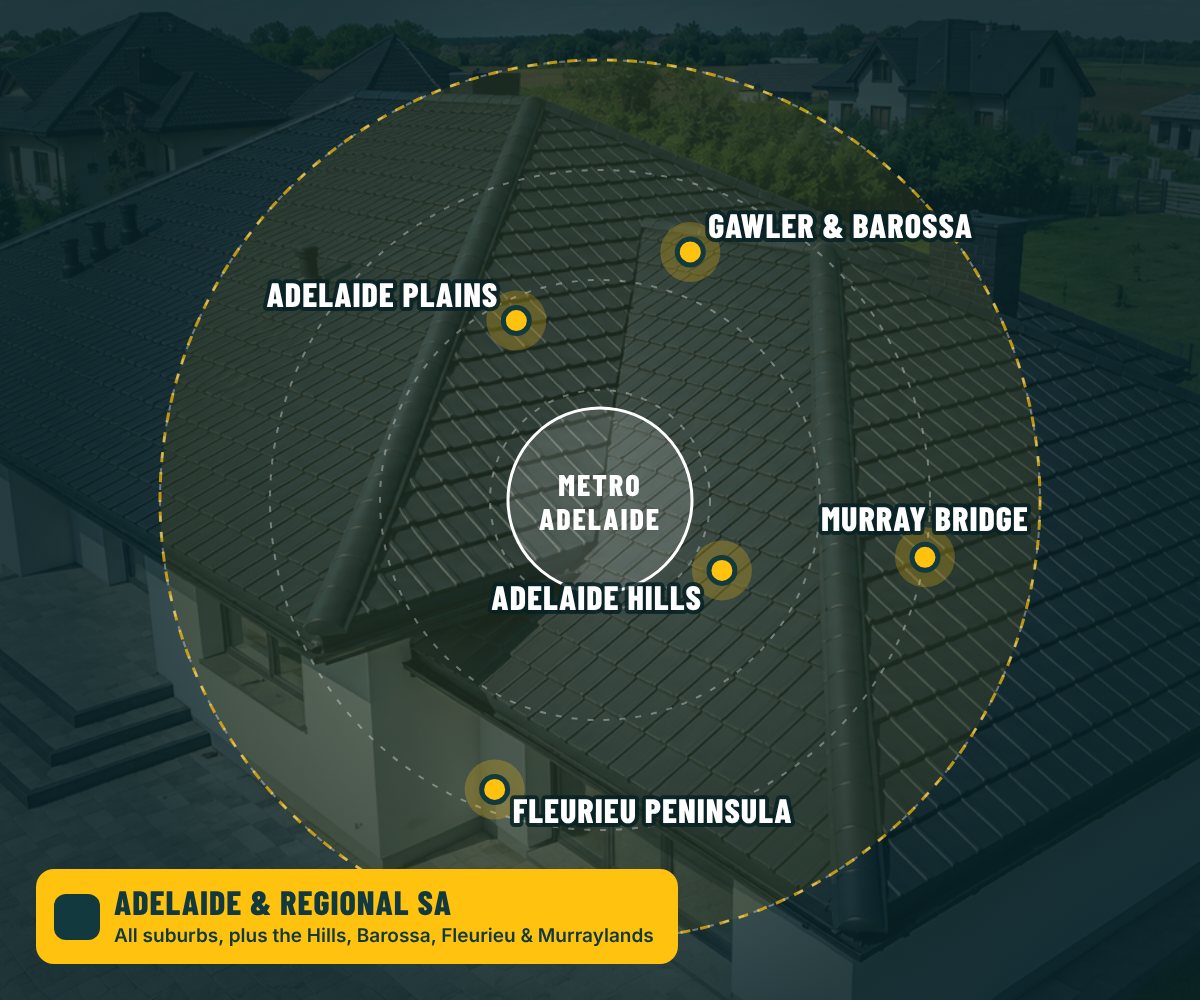 GAWLER & BAROSSA
ADELAIDE PLAINS
METRO
ADELAIDE
MURRAY BRIDGE
ADELAIDE HILLS
FLEURIEU PENINSULA
ADELAIDE & REGIONAL SA
All suburbs, plus the Hills, Barossa, Fleurieu & Murraylands